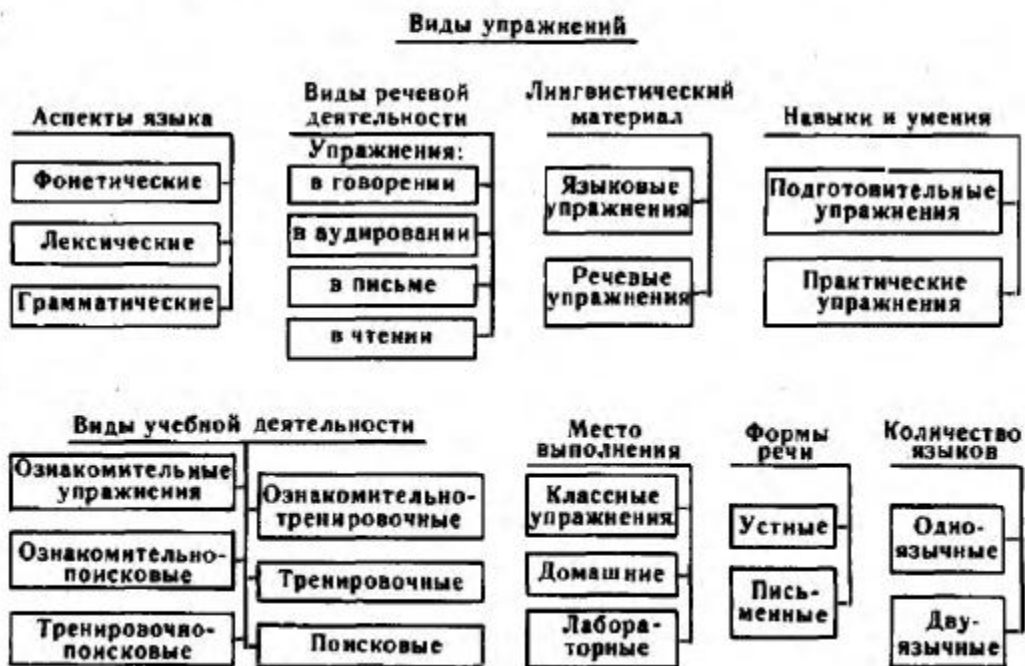 Виды упражнений
Аспекты языка
Фонетические
Лексические
Грамматические
Виды речевой
деятельности
Упражнения:
в говорении
в аудировании
в письме
в чтении
Лингвистический
материал
Языковые
упражнения
Речевые
упражнения
Навыки и умения
Подготовительные
упражнения
Практические
упражнения
Виды учебной деятельности
Ознакомительные
упражнения
Ознакомительно-
поисковые
Тренировочно-
поисковые
Ознакомительно-
тренировочные
Тренировочные
Поисковые
Место
выполнения
Классные
упражнения
Домашние
Лабора-
торные
Формы
речи
Устные
Пись-
менные
Количество
языков
Одно-
язычные
Дву-
язычные